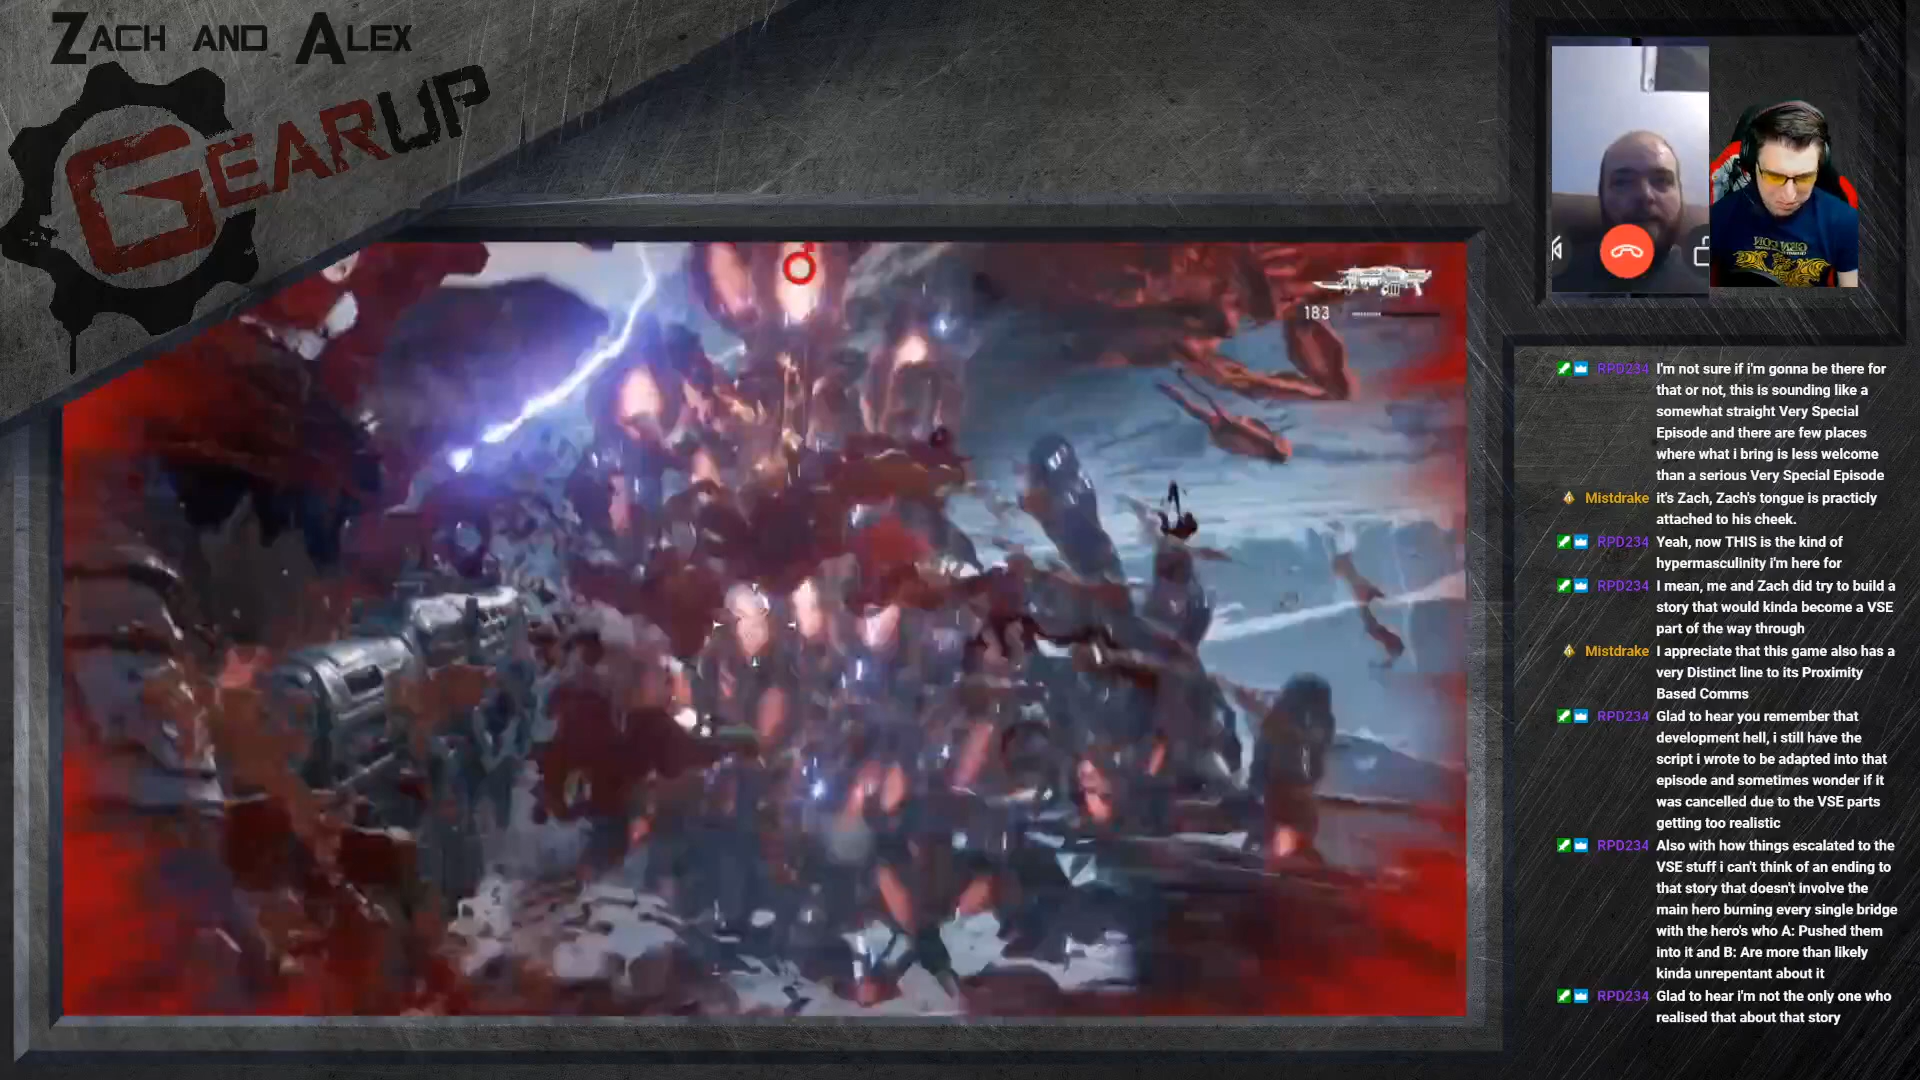 Zach and Alex
GearUP
183
RPD234 I'm not sure if i'm gonna be there for
that or not, this is sounding like a
somewhat straight Very Special
Episode and there are few places
where what i bring is less welcome
than a serious Very Special Episode
Mistdrake it's Zach, Zach's tongue is practicly
attached to his cheek.
RPD234 Yeah, now THIS is the kind of
hypermasculinity i'm here for
RPD234 I mean, me and Zach did try to build a
story that would kinda become a VSE
part of the way through
Mistdrake I appreciate that this game also has a
very Distinct line to its Proximity
Based Comms
RPD234 Glad to hear you remember that
development hell, i still have the
script i wrote to be adapted into that
episode and sometimes wonder if it
was cancelled due to the VSE parts
getting too realistic
RPD234 Also with how things escalated to the
VSE stuff i can't think of an ending to
that story that doesn't involve the
main hero burning every single bridge
with the hero's who A: Pushed them
into it and B: Are more than likely
kinda unrepentant about it
RPD234 Glad to hear i'm not the only one who
realised that about that story